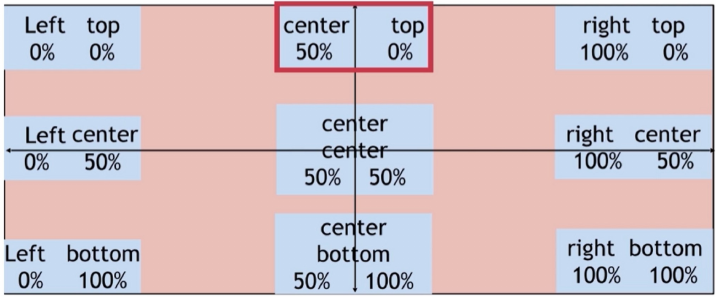 Left top
0% 0%
center top
50% 0%
right top
100% 0%
Left center
0% 50%
center
center
50% 50%
right center
100% 50%
Left bottom
0% 100%
center
bottom
50% 100%
right bottom
100% 100%